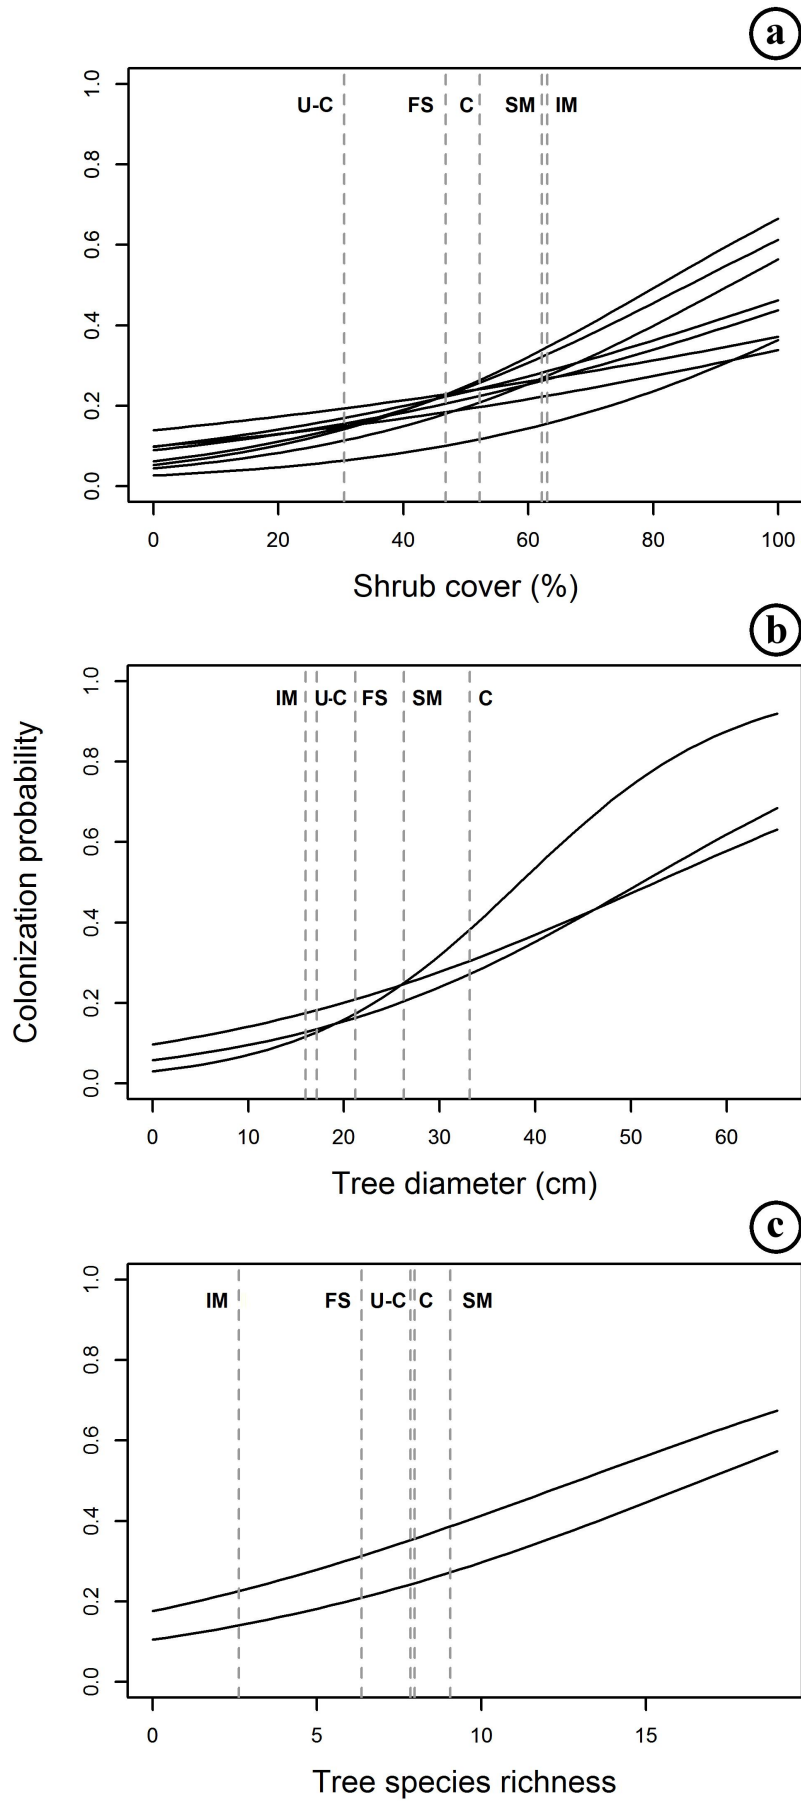 a
1.0
0.8
0.6
0.4
0.2
0.0
U-C FS C SM IM
0 20 40 60 80 100
Shrub cover (%)
b
Colonization probability
1.0
0.8
0.6
0.4
0.2
0.0
IM U-C FS SM C
0 10 20 30 40 50 60
Tree diameter (cm)
c
1.0
0.8
0.6
0.4
0.2
0.0
IM FS U-C C SM
0 5 10 15
Tree species richness